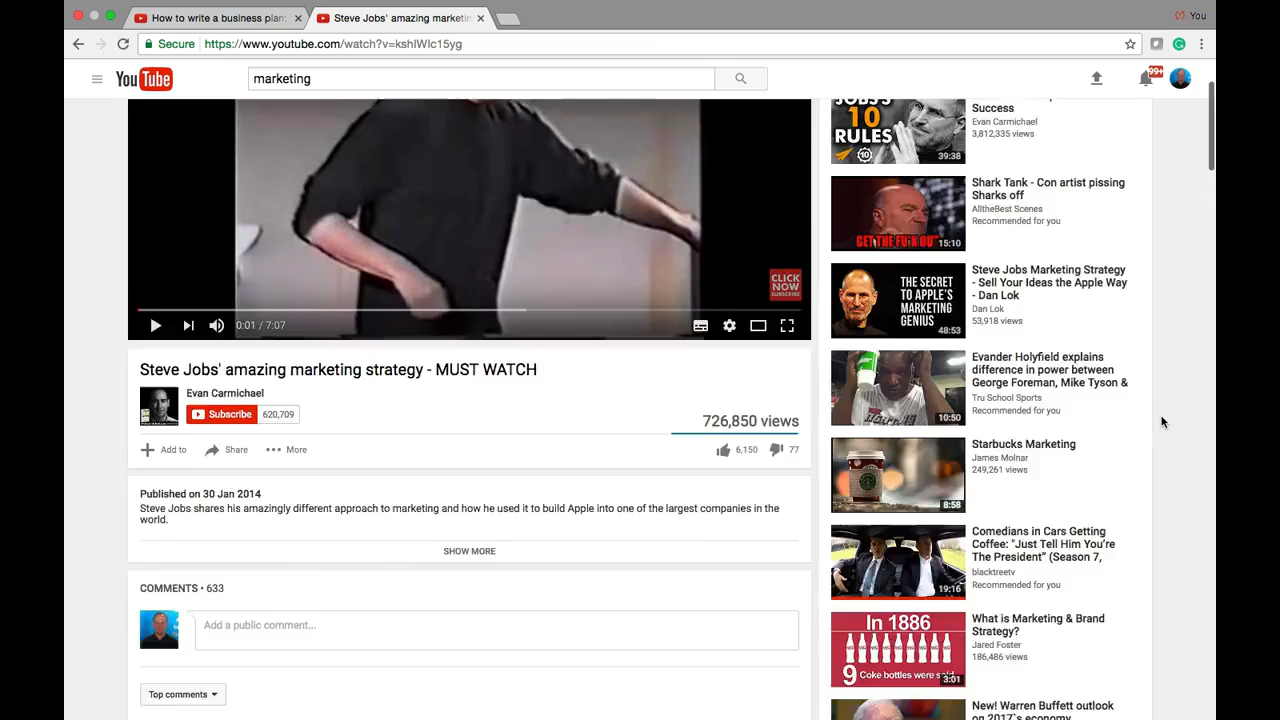 How to write a business plan:
Steve Jobs' amazing marketin
You
Secure
https://www.youtube.com/watch?v=kshIWIc15yg
YouTube
marketing
99+
CLICK
NOW
SUBSCRIBE
0:01 / 7:07
Steve Jobs' amazing marketing strategy - MUST WATCH
Evan Carmichael
Subscribe
620,709
726,850 views
Add to
Share
More
6,150
77
Published on 30 Jan 2014
Steve Jobs shares his amazingly different approach to marketing and how he used it to build Apple into one of the largest companies in the
world.
SHOW MORE
COMMENTS • 633
Add a public comment...
Top comments
JOBS'S
10
RULES
39:38
Success
Evan Carmichael
3,812,335 views
GET THE FU*K OUT
15:10
Shark Tank - Con artist pissing
Sharks off
AlltheBest Scenes
Recommended for you
THE SECRET
TO APPLE'S
MARKETING
GENIUS
48:53
Steve Jobs Marketing Strategy
- Sell Your Ideas the Apple Way
- Dan Lok
Dan Lok
53,918 views
10:50
Evander Holyfield explains
difference in power between
George Foreman, Mike Tyson &
Tru School Sports
Recommended for you
8:58
Starbucks Marketing
James Molnar
249,261 views
19:16
Comedians in Cars Getting
Coffee: "Just Tell Him You're
The President" (Season 7,
blacktreetv
Recommended for you
In 1886
9 Coke bottles were sold
3:01
What is Marketing & Brand
Strategy?
Jared Foster
186,486 views
New! Warren Buffett outlook
on 2017`s economy